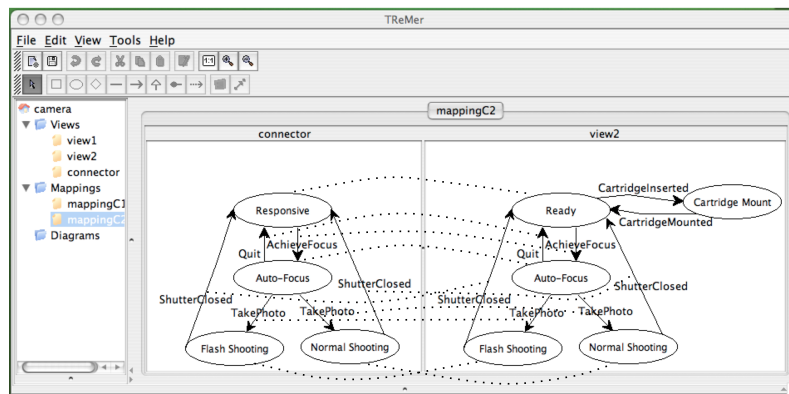 TReMer
File Edit View Tools Help
1:1
camera
Views
view1
view2
connector
Mappings
mappingC1
mappingC2
Diagrams
mappingC2
connector
view2
Responsive
Quit
AchieveFocus
Auto-Focus
ShutterClosed
ShutterClosed
TakePhoto
TakePhoto
Flash Shooting
Normal Shooting
CartridgeInserted
Ready
Cartridge Mount
CartridgeMounted
Quit
AchieveFocus
Auto-Focus
ShutterClosed
ShutterClosed
TakePhoto
TakePhoto
Flash Shooting
Normal Shooting